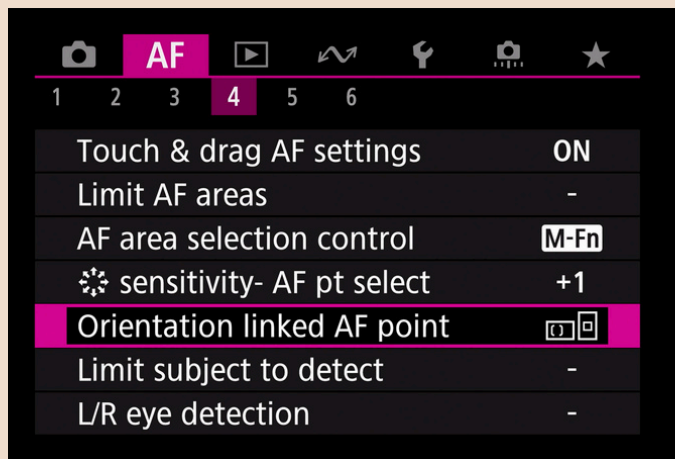 AF
1 2 3 4 5 6
Touch & drag AF settings ON
Limit AF areas -
AF area selection control M-Fn
sensitivity- AF pt select +1
Orientation linked AF point
Limit subject to detect -
L/R eye detection -